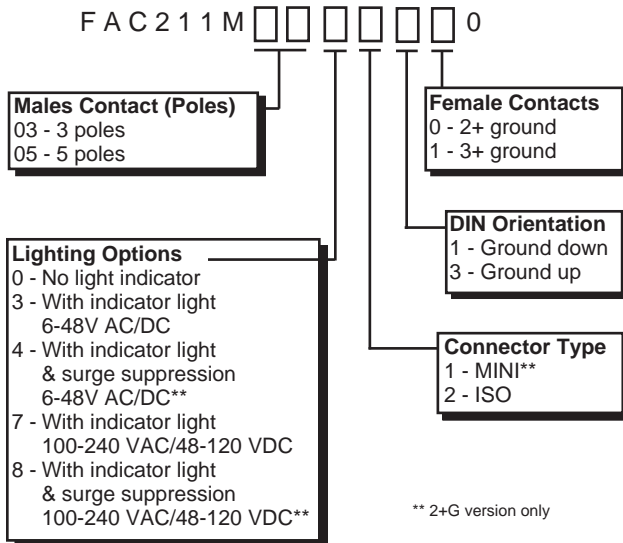 FAC211M 0
Males Contact (Poles)
03 - 3 poles
05 - 5 poles
Female Contacts
0 - 2+ ground
1 - 3+ ground
DIN Orientation
1 - Ground down
3 - Ground up
Lighting Options
0 - No light indicator
3 - With indicator light
6-48V AC/DC
4 - With indicator light
& surge suppression
6-48V AC/DC**
7 - With indicator light
100-240 VAC/48-120 VDC
8 - With indicator light
& surge suppression
100-240 VAC/48-120 VDC**
Connector Type
1 - MINI**
2 - ISO
** 2+G version only